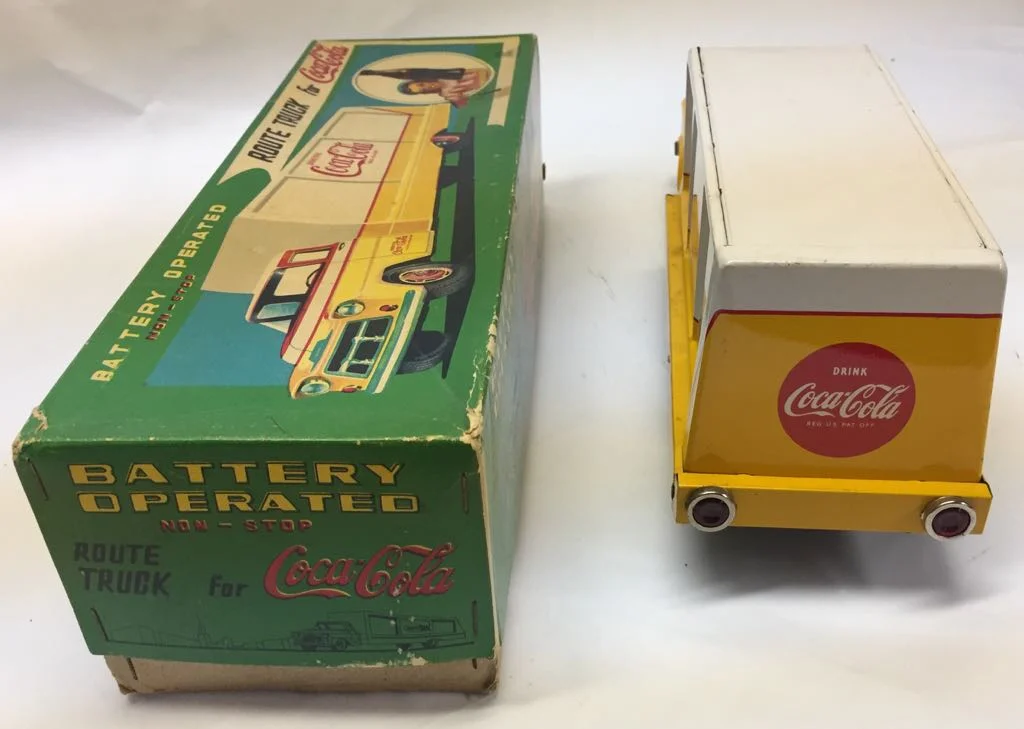 ROUTE TRUCK for Coca-Cola
Coca-Cola
BATTERY OPERATED
NON-STOP
BATTERY
OPERATED
NON-STOP
ROUTE
TRUCK for Coca-Cola
DRINK
Coca-Cola
REG US PAT OFF